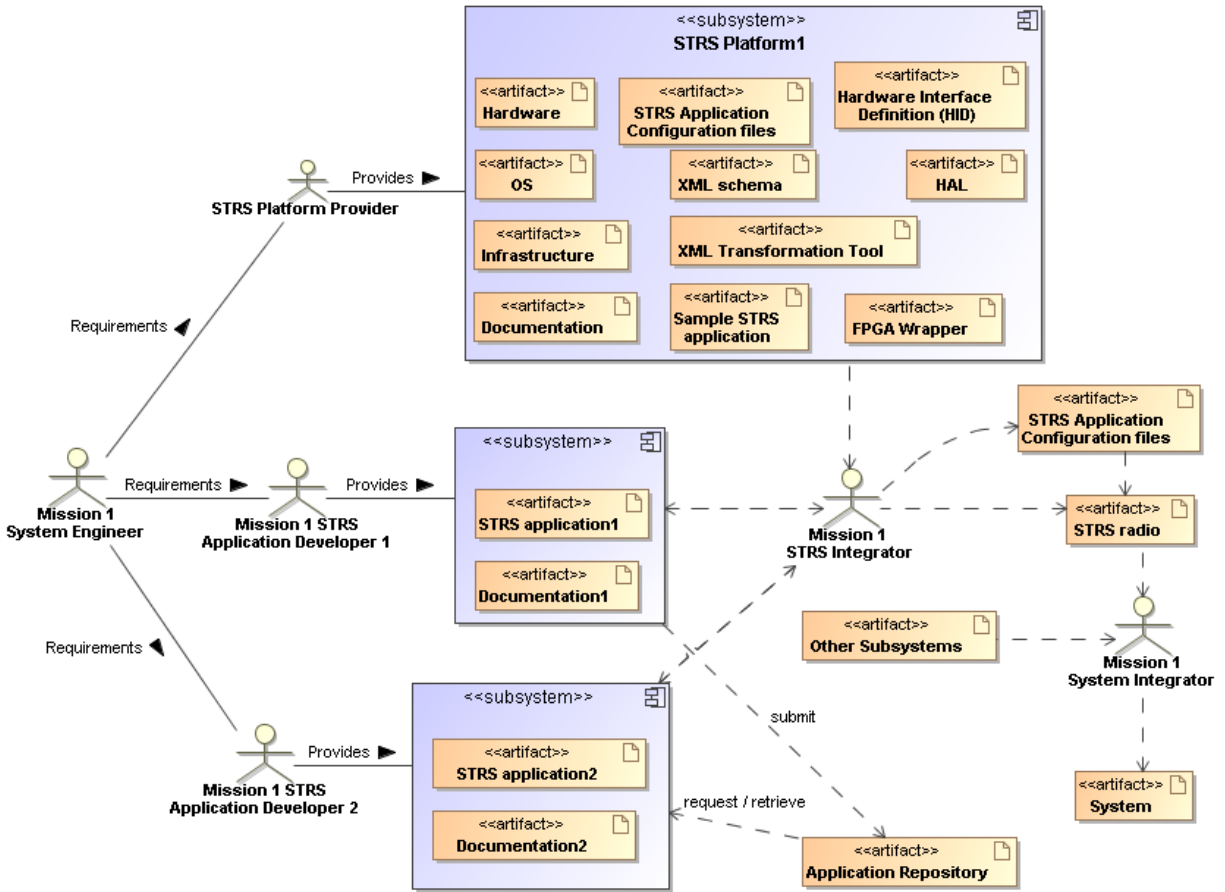 <<subsystem>>
STRS Platform1
<<artifact>>
Hardware
<<artifact>>
STRS Application
Configuration files
<<artifact>>
Hardware Interface
Definition (HID)
<<artifact>>
OS
<<artifact>>
XML schema
<<artifact>>
HAL
<<artifact>>
Infrastructure
<<artifact>>
XML Transformation Tool
<<artifact>>
Documentation
<<artifact>>
Sample STRS
application
<<artifact>>
FPGA Wrapper
Provides
STRS Platform Provider
Requirements
<<artifact>>
STRS Application
Configuration files
<<subsystem>>
<<artifact>>
STRS application1
<<artifact>>
Documentation1
Requirements
Provides
Mission 1
System Engineer
Mission 1 STRS
Application Developer 1
Mission 1
STRS Integrator
<<artifact>>
STRS radio
<<artifact>>
Other Subsystems
Mission 1
System Integrator
Requirements
<<subsystem>>
<<artifact>>
STRS application2
<<artifact>>
Documentation2
submit
Provides
Mission 1 STRS
Application Developer 2
request / retrieve
<<artifact>>
System
<<artifact>>
Application Repository